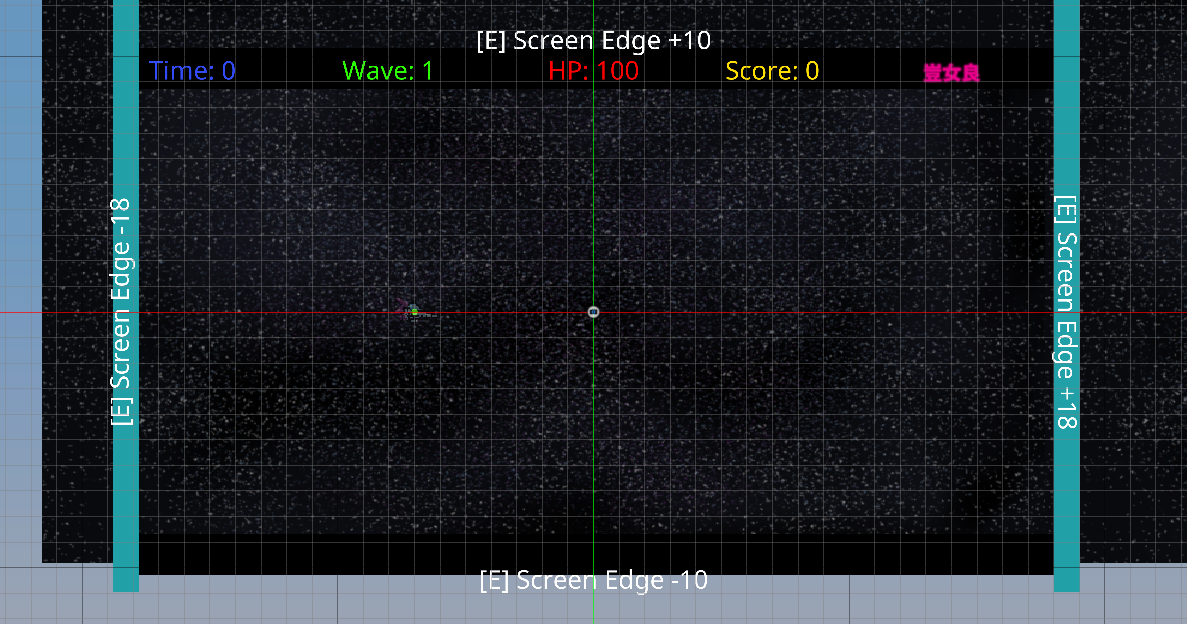 [E] Screen Edge +10
Time: 0 Wave: 1 HP: 100 Score: 0 豈女良
[E] Screen Edge -18
[E] Screen Edge +18
[E] Screen Edge -10